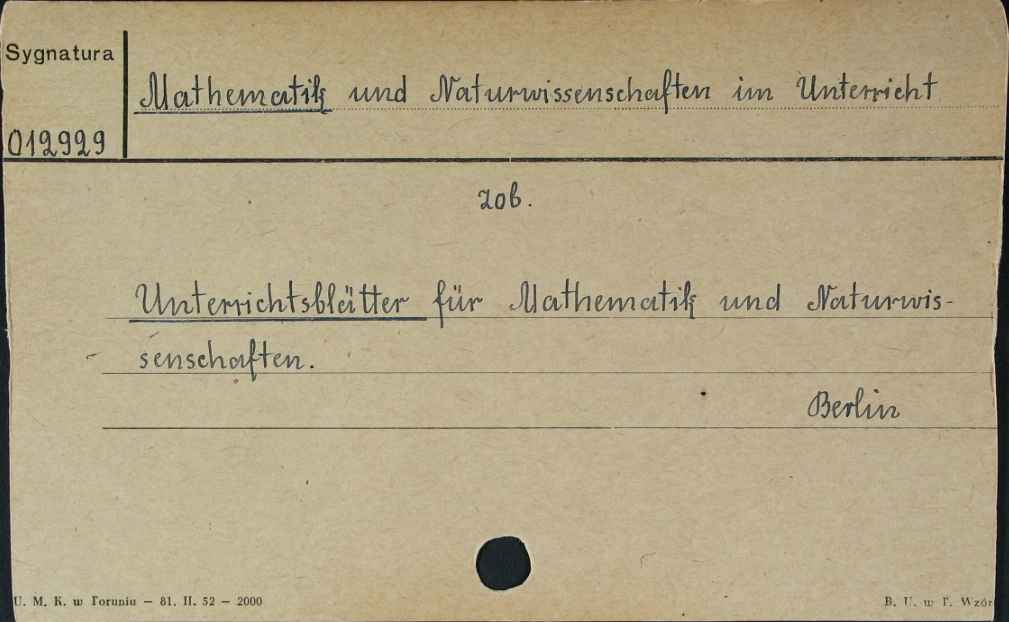 Sygnatura
Mathematik und Naturwissenschaften im Unterricht
012929
zob.
Unterrichtsblätter für Mathematik und Naturwis-
senschaften.
Berlin
U. M. K. w Toruniu — 81. II. 52 — 2000
B. U. w T. Wzór